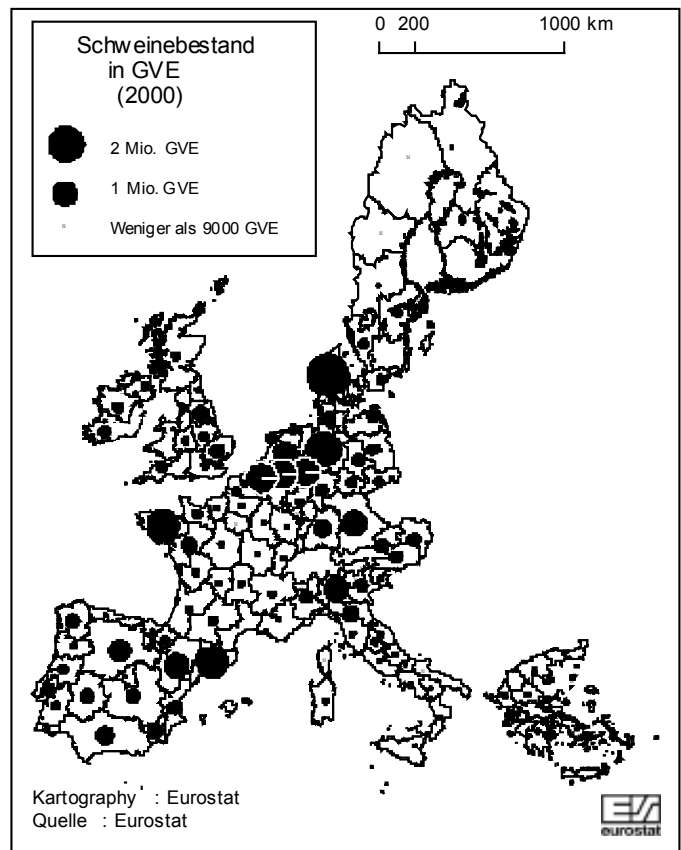 Schweinebestand
in GVE
(2000)
2 Mio. GVE
1 Mio. GVE
Weniger als 9000 GVE
0 200 1000 km
Kartography : Eurostat
Quelle : Eurostat
eurostat